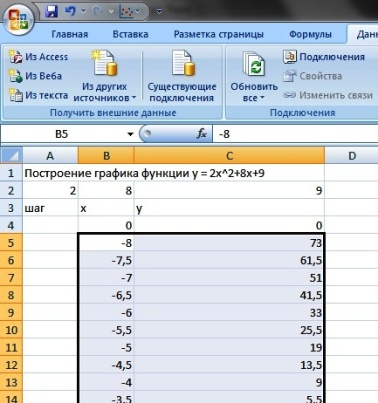 Главная Вставка Разметка страницы Формулы
Из Access
Из Веба
Из текста
Из других источников
Существующие подключения
Получить внешние данные
Обновить все
Подключения
Свойства
Изменить связи
Подключения
B5 fx -8
A B C D
1 Построение графика функции y = 2x^2+8x+9
2 2 8 9
3 шаг x y
4 0 0
5 -8 73
6 -7,5 61,5
7 -7 51
8 -6,5 41,5
9 -6 33
10 -5,5 25,5
11 -5 19
12 -4,5 13,5
13 -4 9
14 -3,5 5,5